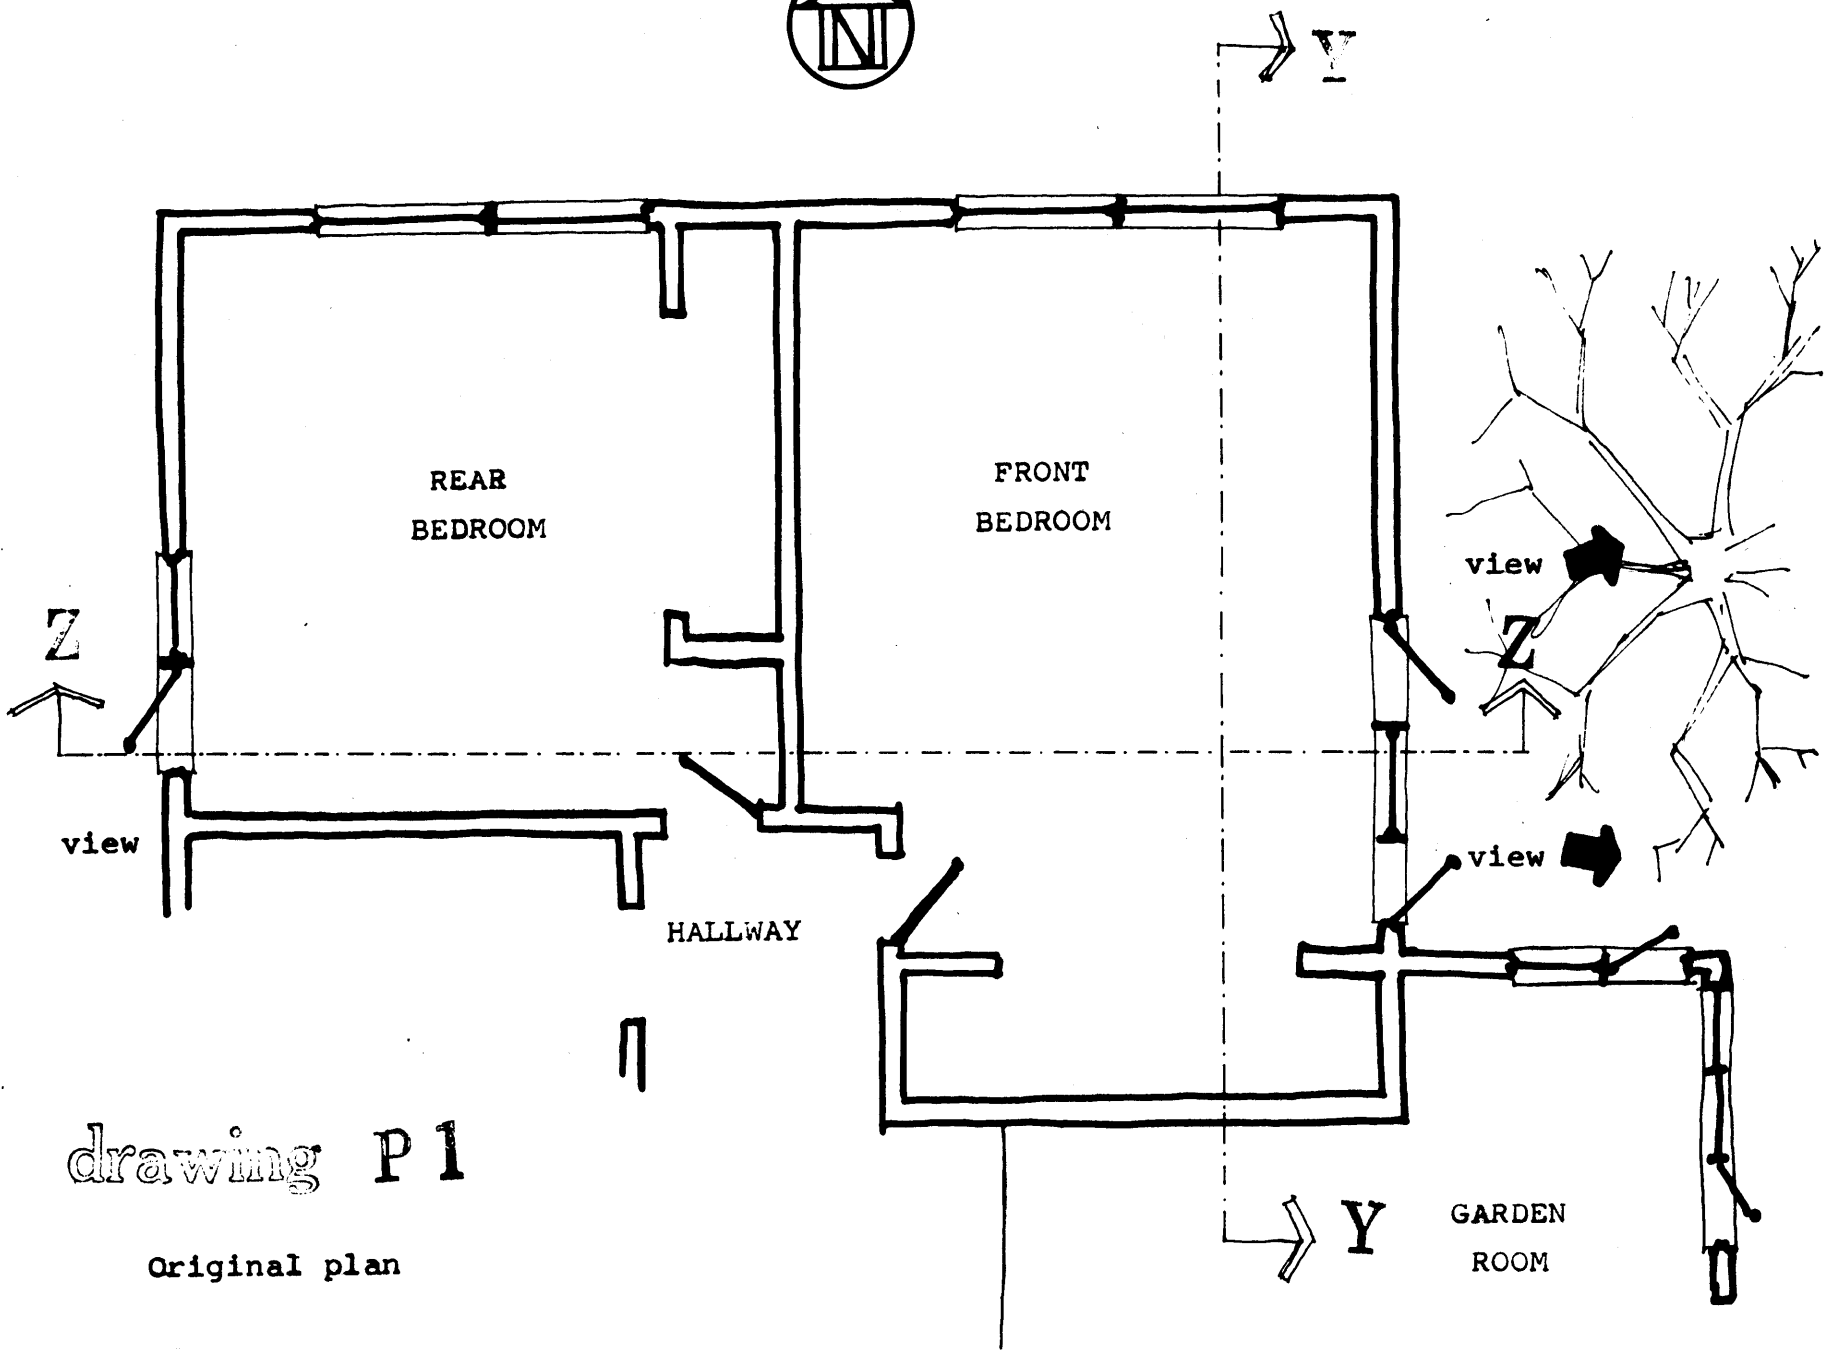 N
Y
REAR
BEDROOM
FRONT
BEDROOM
view
Z
Z
view
view
HALLWAY
drawing P1
Original plan
Y
GARDEN
ROOM